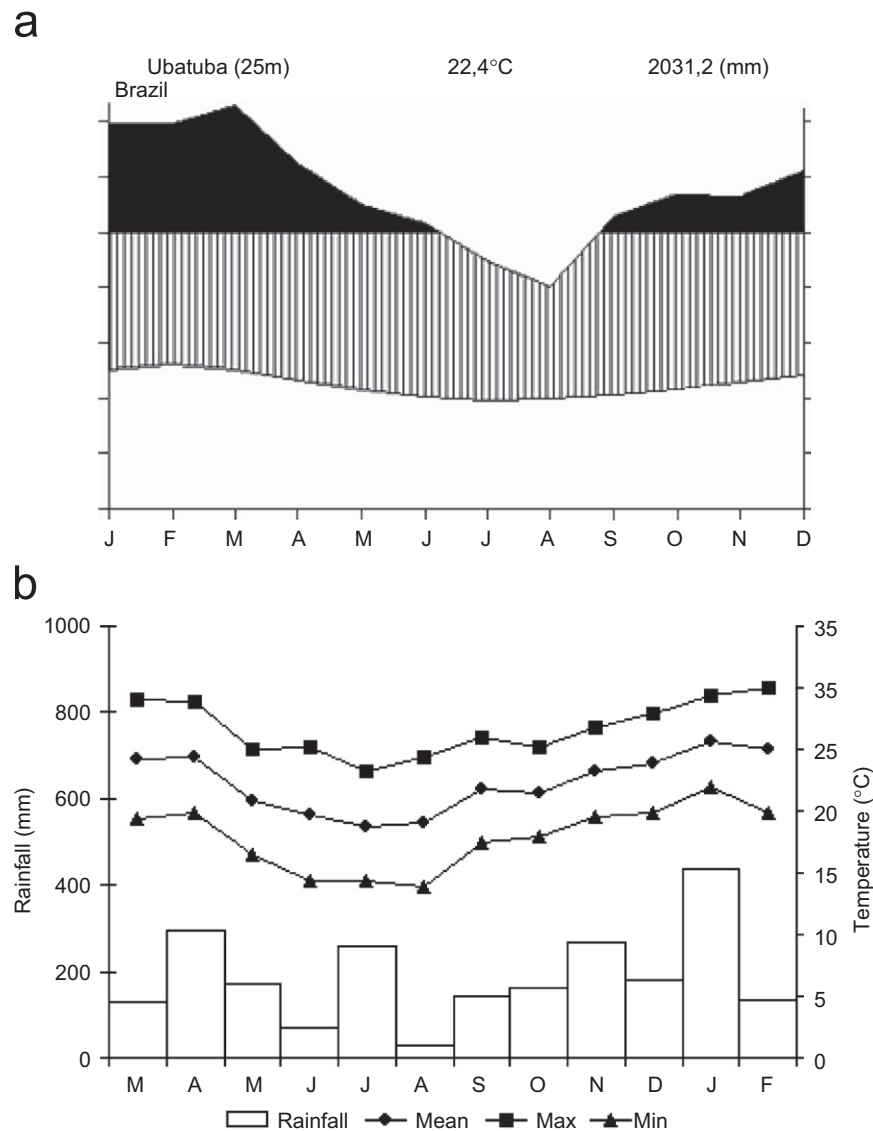 a
Ubatuba (25m) 22,4°C 2031,2 (mm)
Brazil
J F M A M J J A S O N D
b
1000 35
800 35
25
600 20
400 15
10
200 5
0 0
Rainfall (mm)
Temperature (°C)
M A M J J A S O N D J F
Rainfall Mean Max Min